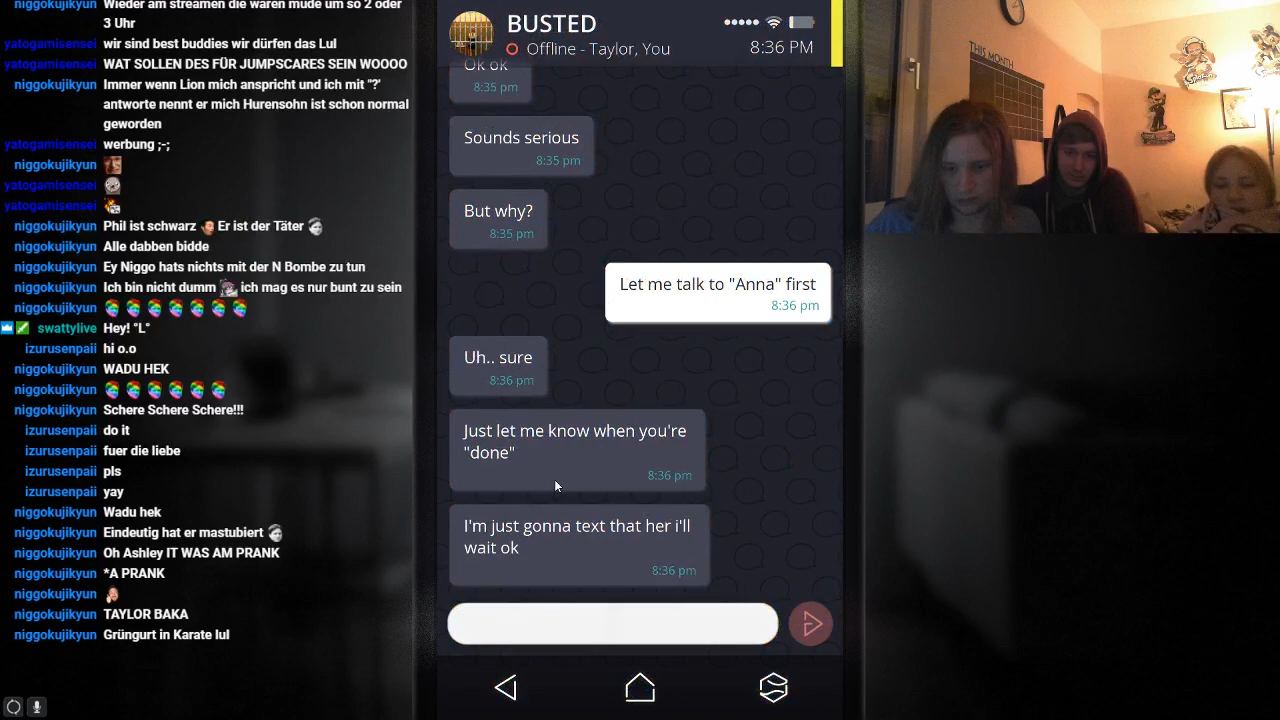 Wieder am streamen die waren müde um so 2 oder
3 Uhr
yatogamisensei wir sind best buddies wir dürfen das Lul
yatogamisensei WAT SOLLEN DES FÜR JUMPSCARES SEIN WOOOO
niggokujikyun Immer wenn Lion mich anspricht und ich mit "?"
antworte nennt er mich Hurensohn ist schon normal
geworden
yatogamisensei werbung ;-;
niggokujikyun
yatogamisensei
yatogamisensei
niggokujikyun Phil ist schwarz Er ist der Täter
niggokujikyun Alle dabben bidde
niggokujikyun Ey Niggo hats nichts mit der N Bombe zu tun
niggokujikyun Ich bin nicht dumm ich mag es nur bunt zu sein
niggokujikyun
swattylive Hey! °L°
izurusenpaii hi o.o
niggokujikyun WADU HEK
niggokujikyun
niggokujikyun Schere Schere Schere!!!
izurusenpaii do it
izurusenpaii fuer die liebe
izurusenpaii pls
izurusenpaii yay
niggokujikyun Wadu hek
niggokujikyun Eindeutig hat er mastubiert
niggokujikyun Oh Ashley IT WAS AM PRANK
niggokujikyun *A PRANK
niggokujikyun
niggokujikyun TAYLOR BAKA
niggokujikyun Grüngurt in Karate lul
BUSTED
Offline - Taylor, You
8:36 PM
Ok ok
8:35 pm
Sounds serious
8:35 pm
But why?
8:35 pm
Let me talk to "Anna" first
8:36 pm
Uh.. sure
8:36 pm
Just let me know when you're
"done"
8:36 pm
I'm just gonna text that her i'll
wait ok
8:36 pm
THIS MONTH